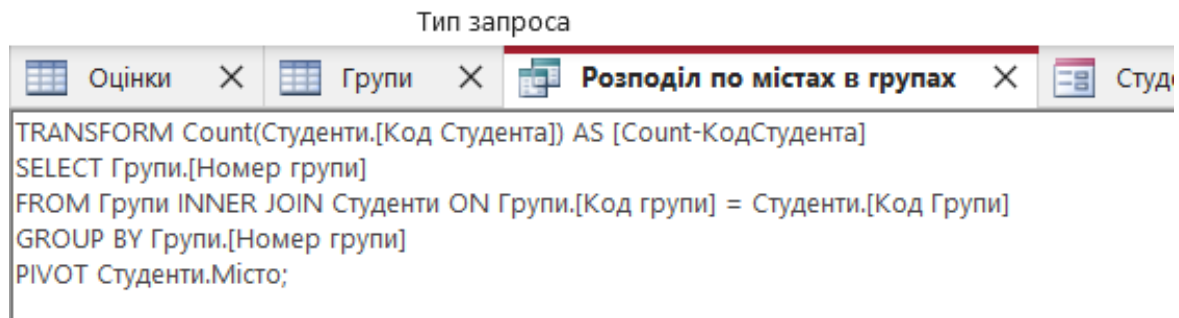 Тип запроса
Оцінки Групи Розподіл по містах в групах
TRANSFORM Count(Студенти.[Код Студента]) AS [Count-КодСтудента]
SELECT Групи.[Номер групи]
FROM Групи INNER JOIN Студенти ON Групи.[Код групи] = Студенти.[Код Групи]
GROUP BY Групи.[Номер групи]
PIVOT Студенти.Місто;